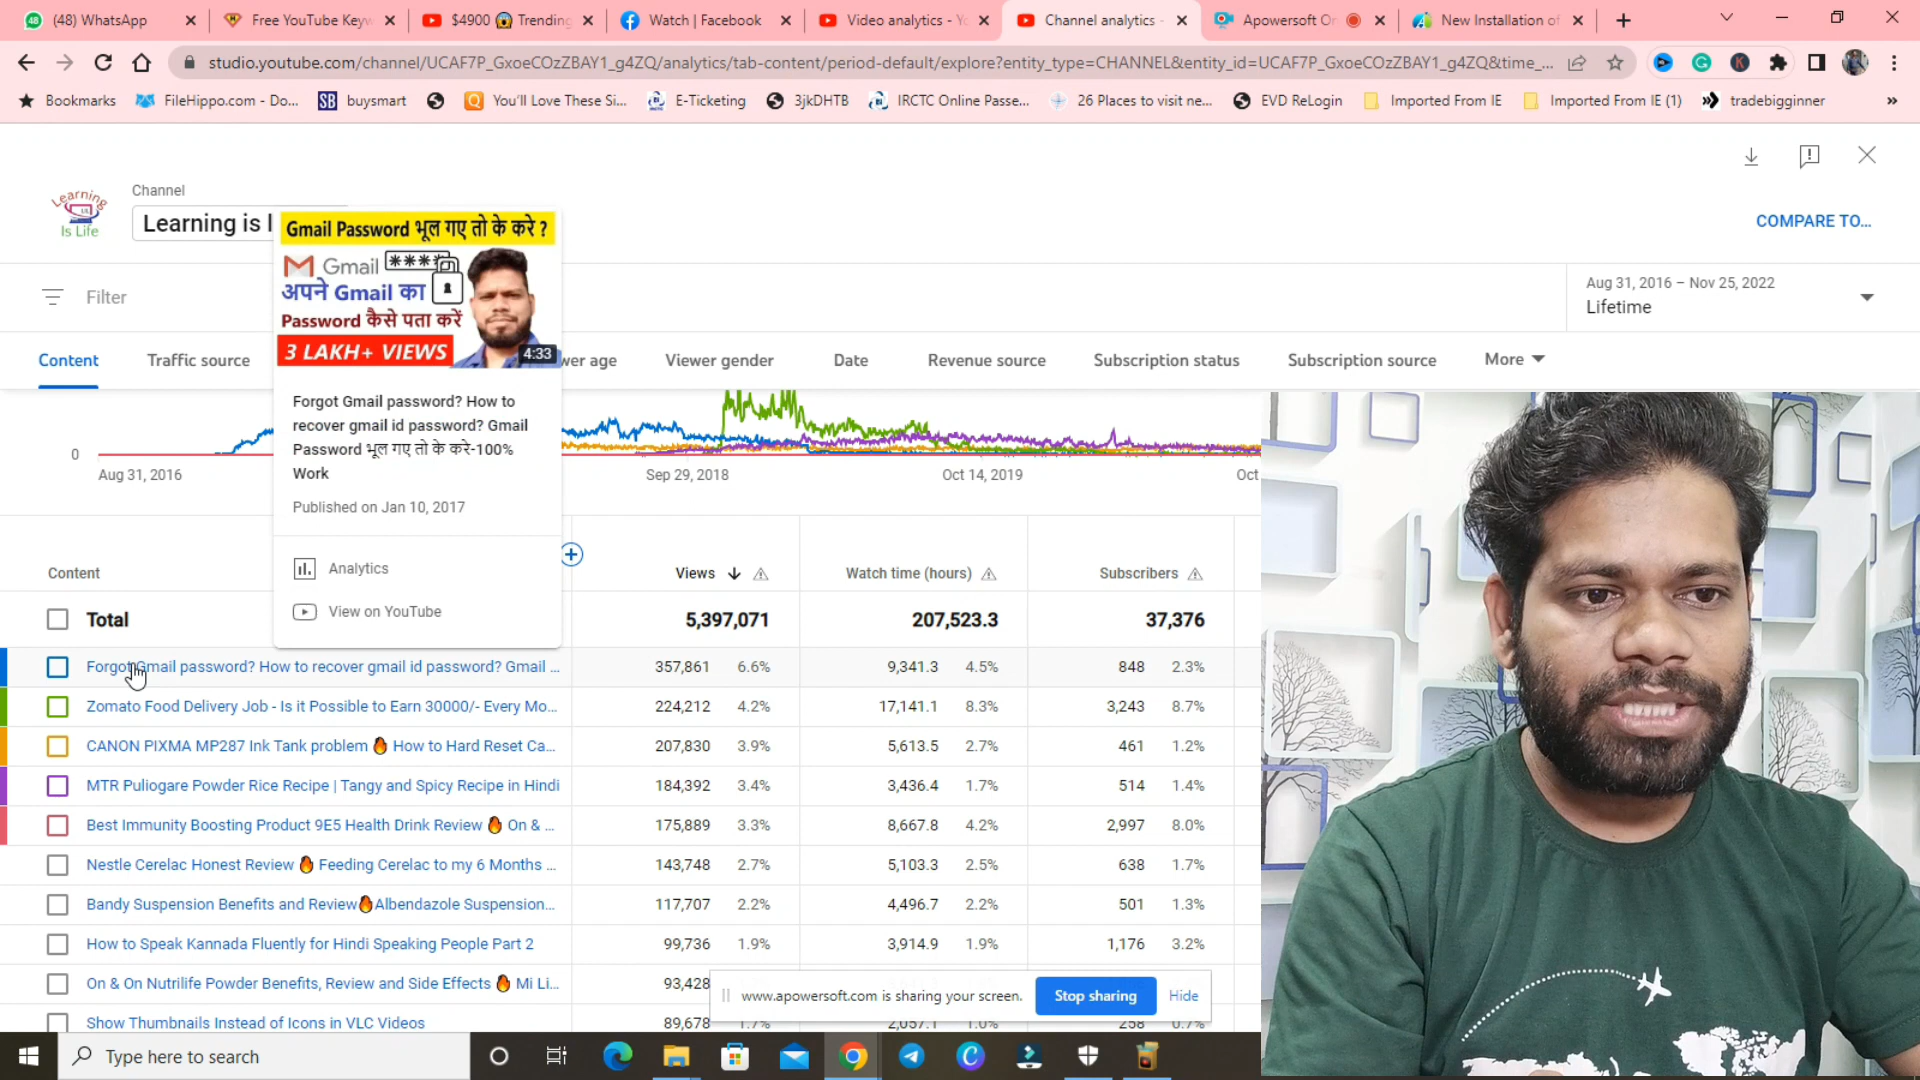 (48) WhatsApp
Free YouTube Keyw
$4900 😱 Trending
Watch | Facebook
Video analytics - Yo
Channel analytics -
Apowersoft On
New Installation of
studio.youtube.com/channel/UCAF7P_GxoeCOzZBAY1_g4ZQ/analytics/tab-content/period-default/explore?entity_type=CHANNEL&entity_id=UCAF7P_GxoeCOzZBAY1_g4ZQ&time_...
Bookmarks
FileHippo.com - Do...
SB buysmart
You'll Love These Si...
E-Ticketing
3jkDHTB
IRCTC Online Passe...
26 Places to visit ne...
EVD ReLogin
Imported From IE
Imported From IE (1)
tradebigginner
»
Learning
Is Life
Channel
Learning is l
COMPARE TO...
Filter
Aug 31, 2016 – Nov 25, 2022
Lifetime
Gmail Password भूल गए तो के करे ?
Gmail ****
अपने Gmail का
Password कैसे पता करें
3 LAKH+ VIEWS
4:33
Content
Traffic source
wer age
Viewer gender
Date
Revenue source
Subscription status
Subscription source
More
Forgot Gmail password? How to
recover gmail id password? Gmail
Password भूल गए तो के करे-100%
Work
Published on Jan 10, 2017
Analytics
View on YouTube
0
Aug 31, 2016
Sep 29, 2018
Oct 14, 2019
Oct
Content
Views
Watch time (hours)
Subscribers
Total 5,397,071 207,523.3 37,376
Forgot Gmail password? How to recover gmail id password? Gmail ... 357,861 6.6% 9,341.3 4.5% 848 2.3%
Zomato Food Delivery Job - Is it Possible to Earn 30000/- Every Mo... 224,212 4.2% 17,141.1 8.3% 3,243 8.7%
CANON PIXMA MP287 Ink Tank problem 🔥 How to Hard Reset Ca... 207,830 3.9% 5,613.5 2.7% 461 1.2%
MTR Puliogare Powder Rice Recipe | Tangy and Spicy Recipe in Hindi 184,392 3.4% 3,436.4 1.7% 514 1.4%
Best Immunity Boosting Product 9E5 Health Drink Review 🔥 On & ... 175,889 3.3% 8,667.8 4.2% 2,997 8.0%
Nestle Cerelac Honest Review 🔥 Feeding Cerelac to my 6 Months ... 143,748 2.7% 5,103.3 2.5% 638 1.7%
Bandy Suspension Benefits and Review🔥Albendazole Suspension... 117,707 2.2% 4,496.7 2.2% 501 1.3%
How to Speak Kannada Fluently for Hindi Speaking People Part 2 99,736 1.9% 3,914.9 1.9% 1,176 3.2%
On & On Nutrilife Powder Benefits, Review and Side Effects 🔥 Mi Li... 93,428
www.apowersoft.com is sharing your screen.
Stop sharing
Hide
Show Thumbnails Instead of Icons in VLC Videos 89,678 1.7% 2,057.1 1.0% 258 0.7%
Type here to search